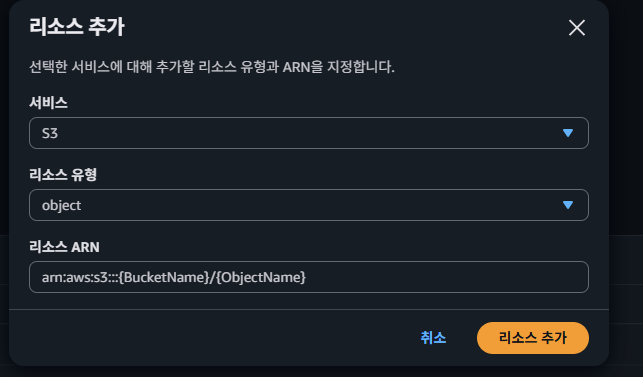 리소스 추가
선택한 서비스에 대해 추가할 리소스 유형과 ARN을 지정합니다.
서비스
S3
리소스 유형
object
리소스 ARN
arn:aws:s3:::{BucketName}/{ObjectName}
취소
리소스 추가